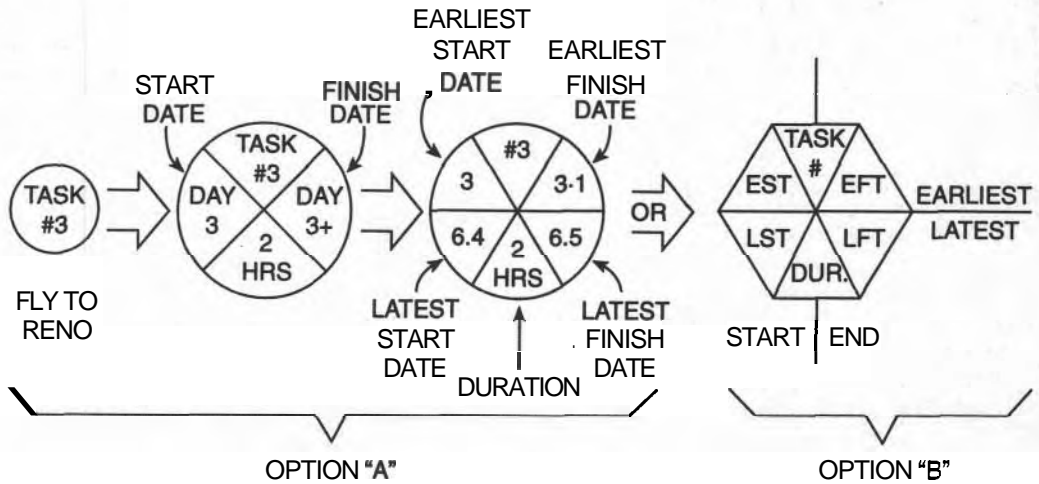 TASK
#3
FLY TO
RENO
START
DATE
FINISH
DATE
TASK
#3
DAY
3
DAY
3+
2
HRS
EARLIEST
START
DATE
EARLIEST
FINISH
DATE
#3
3
3·1
6.4
6.5
2
HRS
LATEST
START
DATE
DURATION
LATEST
FINISH
DATE
OR
TASK
#
EST
EFT
LST
LFT
DUR.
EARLIEST
LATEST
START
END
OPTION "A"
OPTION "B"